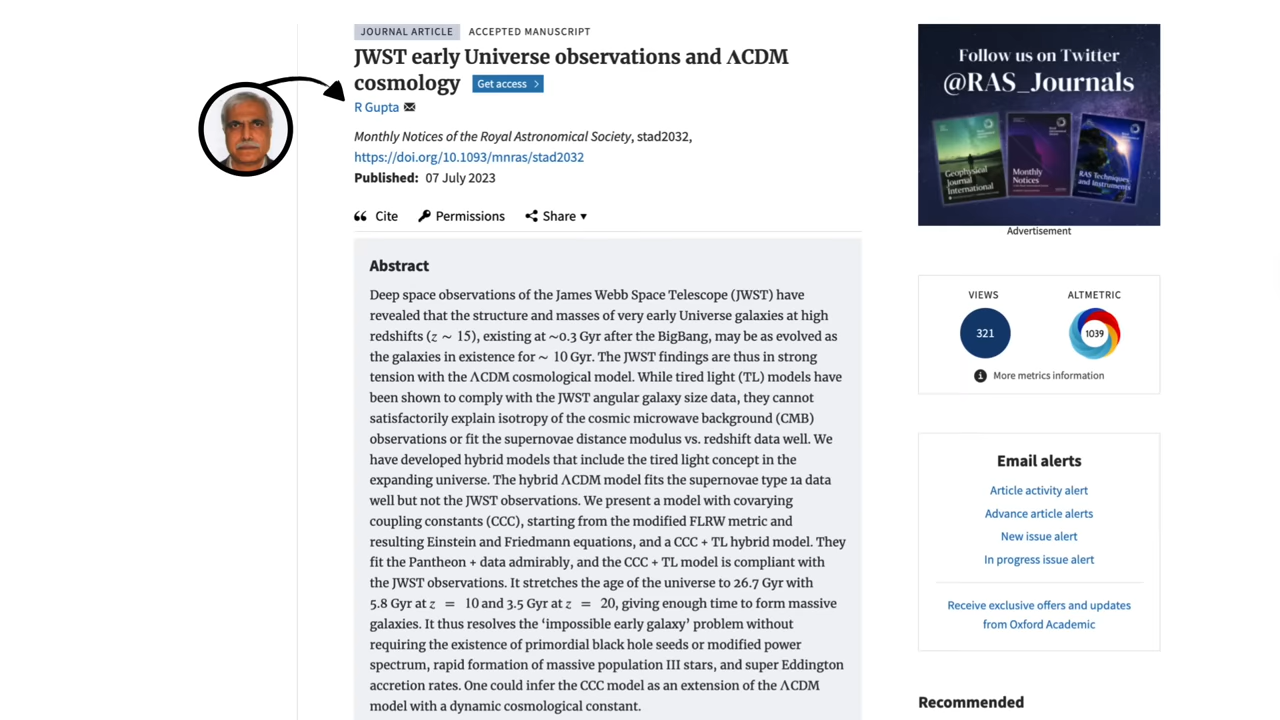 JOURNAL ARTICLE ACCEPTED MANUSCRIPT
JWST early Universe observations and ΛCDM
cosmology Get access >
R Gupta
Monthly Notices of the Royal Astronomical Society, stad2032,
https://doi.org/10.1093/mnras/stad2032
Published: 07 July 2023
Cite Permissions Share ▼
Abstract
Deep space observations of the James Webb Space Telescope (JWST) have
revealed that the structure and masses of very early Universe galaxies at high
redshifts (z ∼ 15), existing at ~0.3 Gyr after the BigBang, may be as evolved as
the galaxies in existence for ∼ 10 Gyr. The JWST findings are thus in strong
tension with the ΛCDM cosmological model. While tired light (TL) models have
been shown to comply with the JWST angular galaxy size data, they cannot
satisfactorily explain isotropy of the cosmic microwave background (CMB)
observations or fit the supernovae distance modulus vs. redshift data well. We
have developed hybrid models that include the tired light concept in the
expanding universe. The hybrid ΛCDM model fits the supernovae type 1a data
well but not the JWST observations. We present a model with covarying
coupling constants (CCC), starting from the modified FLRW metric and
resulting Einstein and Friedmann equations, and a CCC + TL hybrid model. They
fit the Pantheon + data admirably, and the CCC + TL model is compliant with
the JWST observations. It stretches the age of the universe to 26.7 Gyr with
5.8 Gyr at z = 10 and 3.5 Gyr at z = 20, giving enough time to form massive
galaxies. It thus resolves the ‘impossible early galaxy’ problem without
requiring the existence of primordial black hole seeds or modified power
spectrum, rapid formation of massive population III stars, and super Eddington
accretion rates. One could infer the CCC model as an extension of the ΛCDM
model with a dynamic cosmological constant.
Follow us on Twitter
@RAS_Journals
Geophysical
Journal
International
Monthly
Notices
RAS Techniques
and Instruments
Advertisement
VIEWS ALTMETRIC
321 1039
More metrics information
Email alerts
Article activity alert
Advance article alerts
New issue alert
In progress issue alert
Receive exclusive offers and updates
from Oxford Academic
Recommended